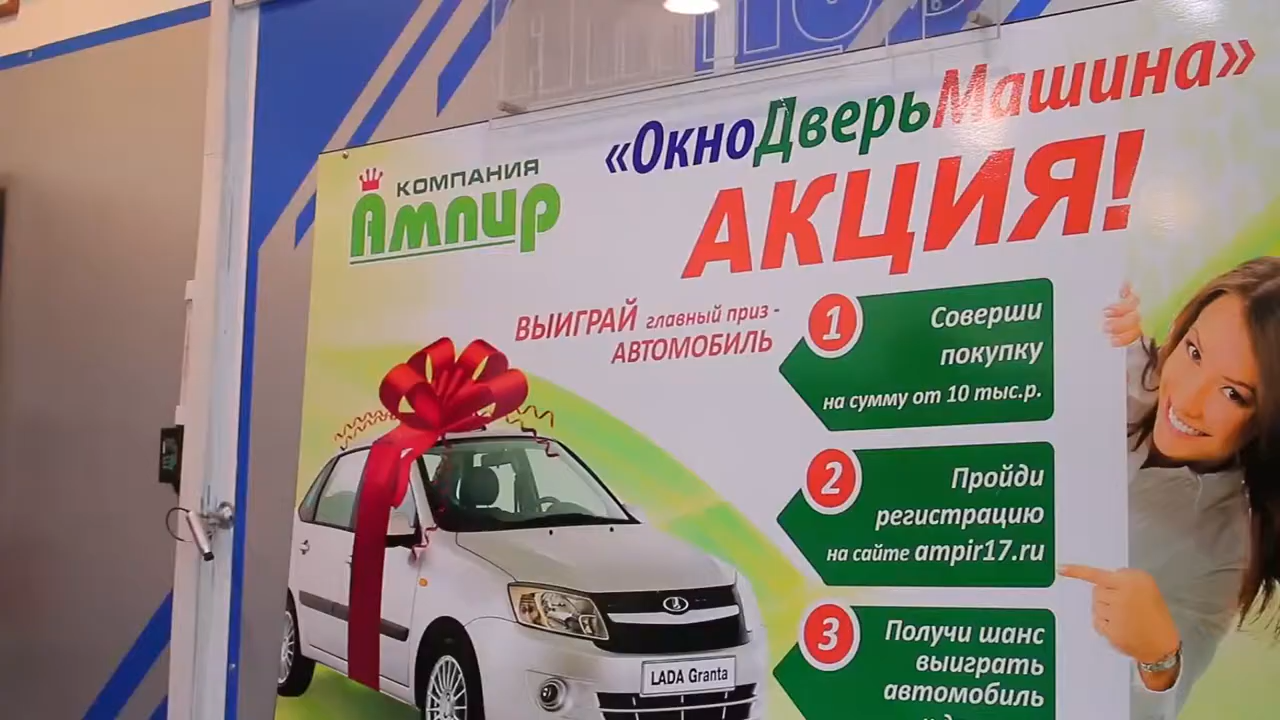 «ОкноДверьМашина»
АКЦИЯ!
КОМПАНИЯ
Ампир
ВЫИГРАЙ главный приз -
АВТОМОБИЛЬ
1
Соверши
покупку
на сумму от 10 тыс.р.
2
Пройди
регистрацию
на сайте ampir17.ru
3
Получи шанс
выиграть
автомобиль
LADA Granta